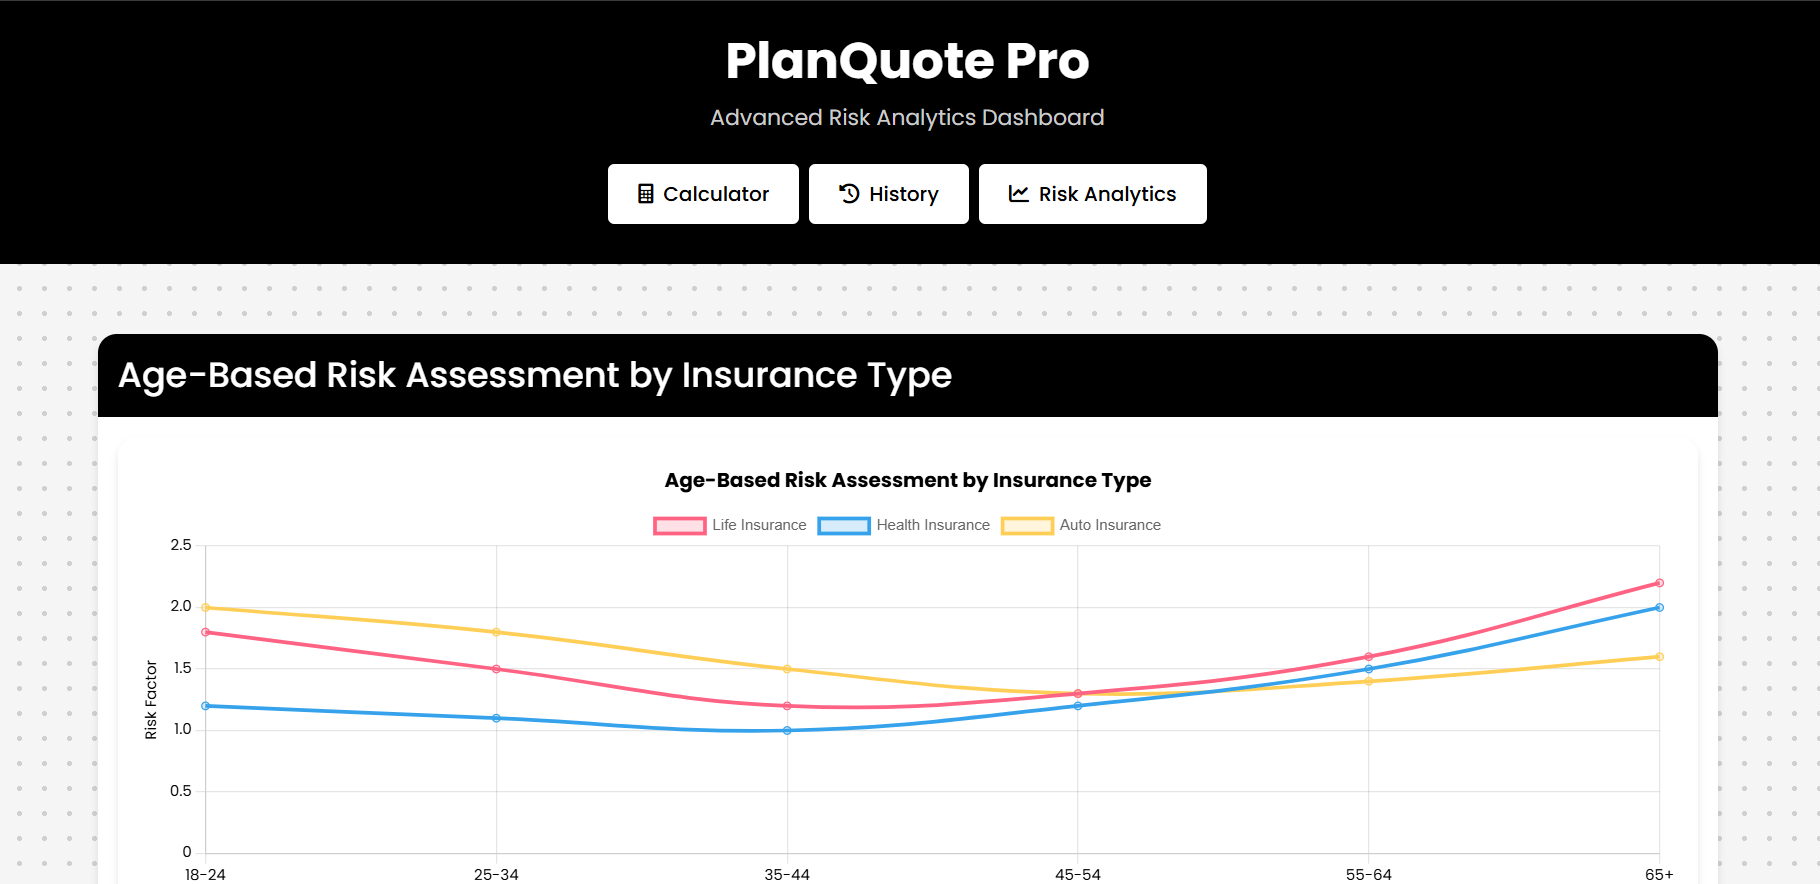 PlanQuote Pro
Advanced Risk Analytics Dashboard
Calculator History Risk Analytics
Age-Based Risk Assessment by Insurance Type
Age-Based Risk Assessment by Insurance Type
Life Insurance Health Insurance Auto Insurance
2.5
2.0
1.5
1.0
0.5
0
Risk Factor
18-24 25-34 35-44 45-54 55-64 65+